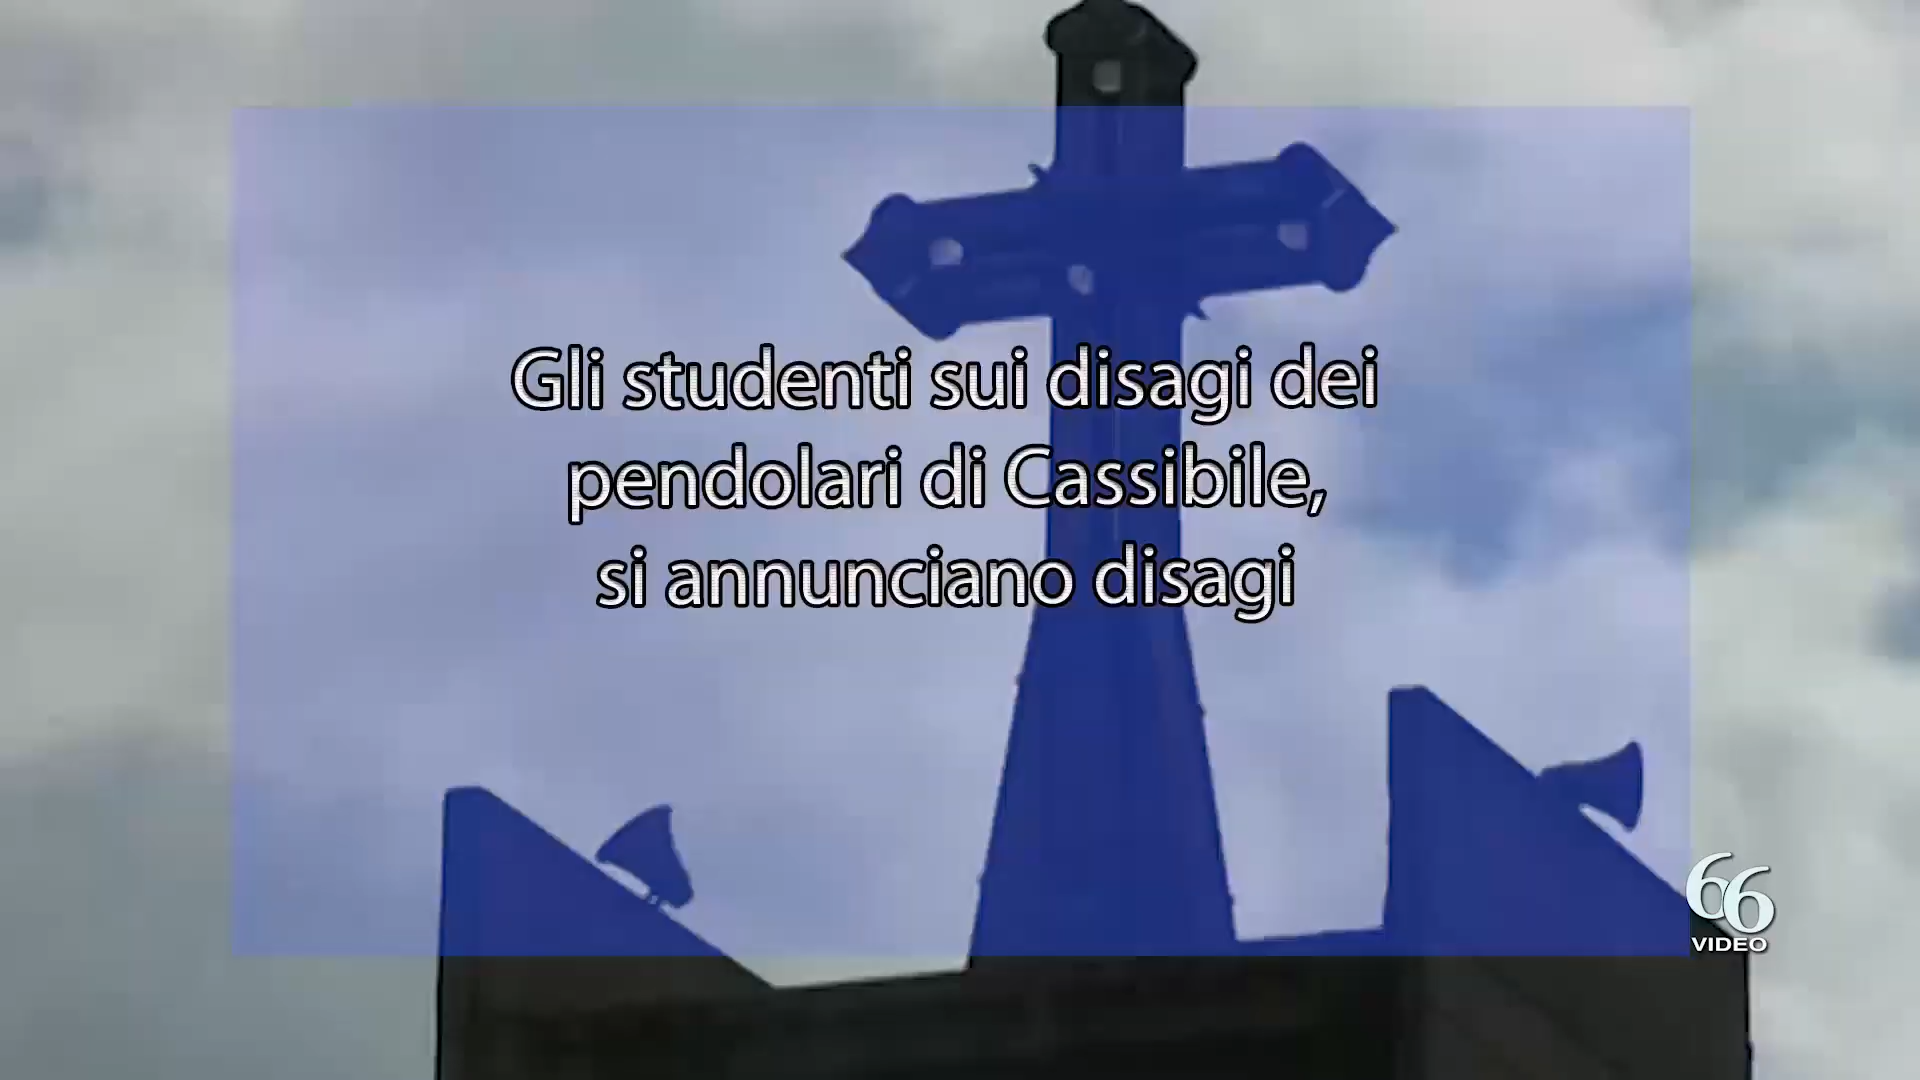 Gli studenti sui disagi dei
pendolari di Cassibile,
si annunciano disagi
66
VIDEO